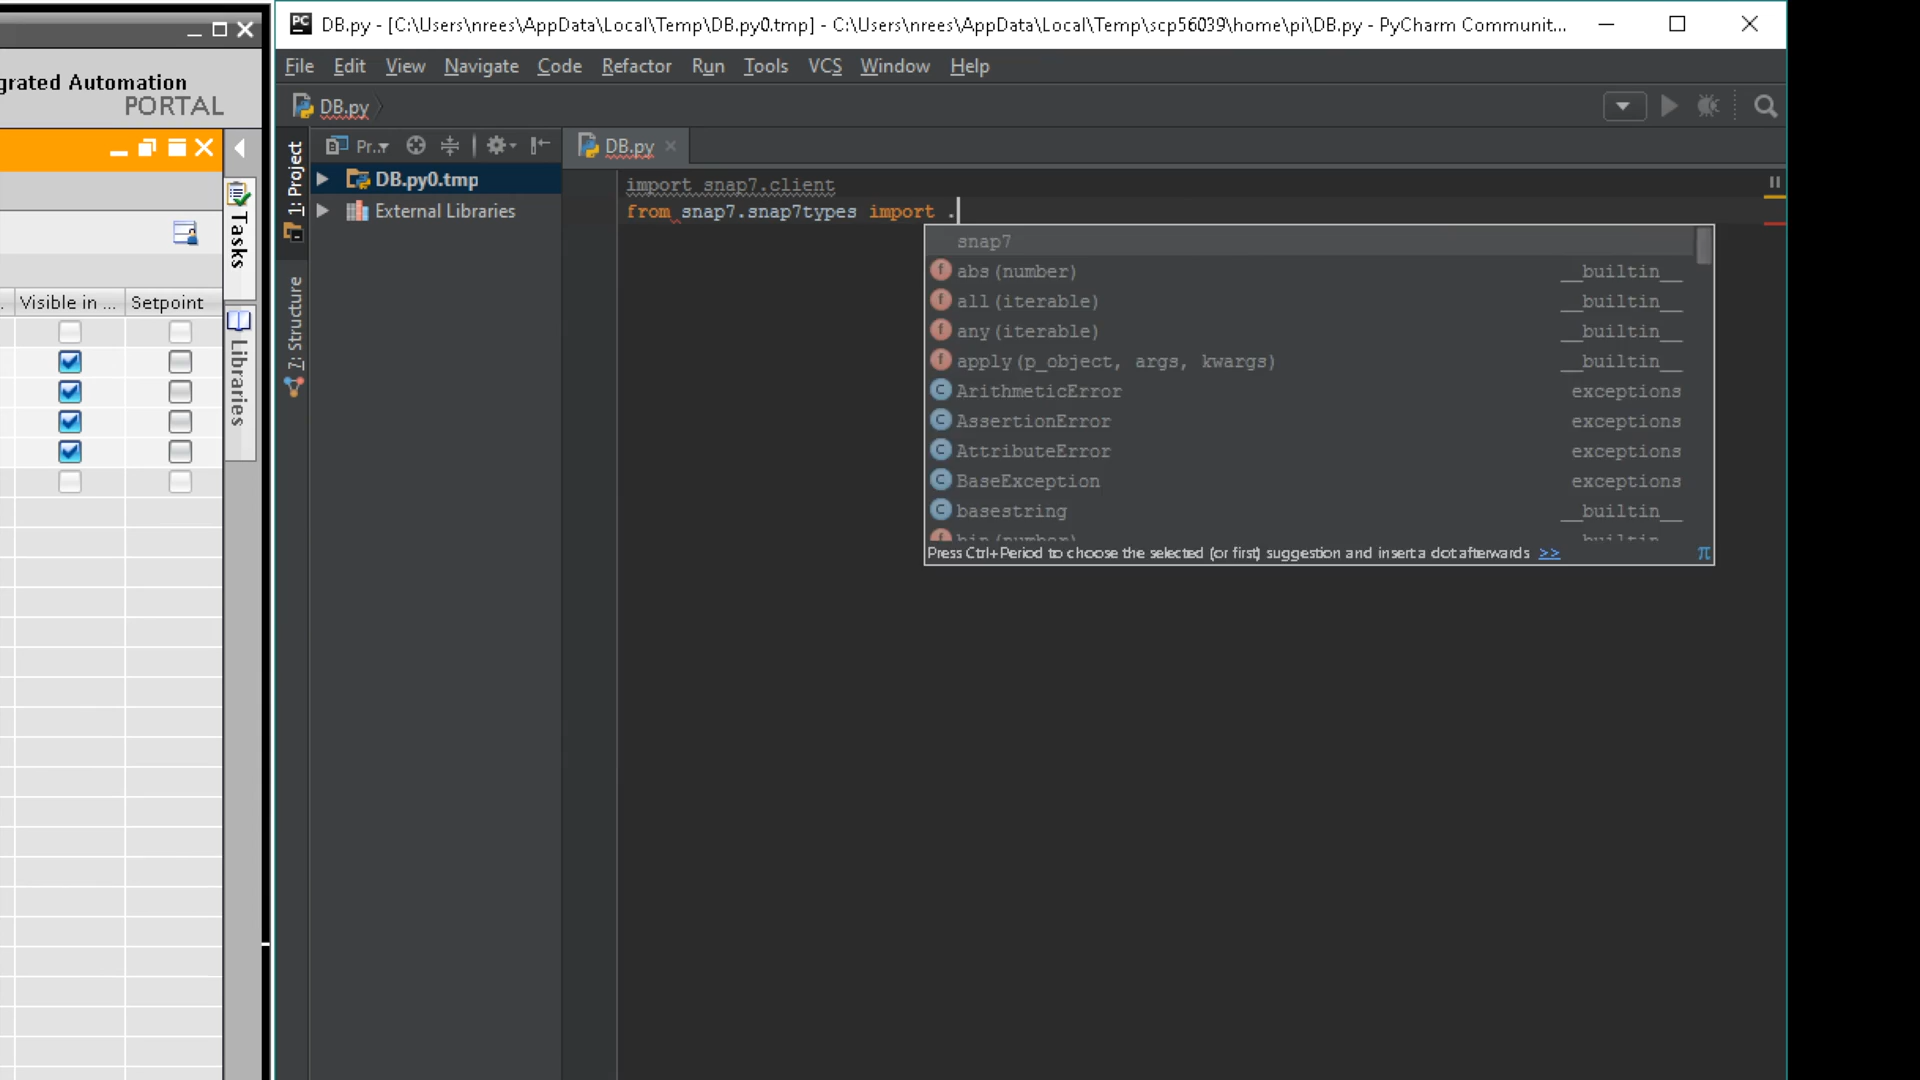 grated Automation
PORTAL
Tasks
Libraries
Visible in ...
Setpoint
DB.py - [C:\Users\nrees\AppData\Local\Temp\DB.py0.tmp] - C:\Users\nrees\AppData\Local\Temp\scp56039\home\pi\DB.py - PyCharm Communit...
File Edit View Navigate Code Refactor Run Tools VCS Window Help
DB.py
1: Project
7: Structure
Pr...
DB.py
DB.py0.tmp
External Libraries
import snap7.client
from snap7.snap7types import .
snap7
abs(number) __builtin__
all(iterable) __builtin__
any(iterable) __builtin__
apply(p_object, args, kwargs) __builtin__
ArithmeticError exceptions
AssertionError exceptions
AttributeError exceptions
BaseException exceptions
basestring __builtin__
bin(number) __builtin__
Press Ctrl+Period to choose the selected (or first) suggestion and insert a dot afterwards >> π